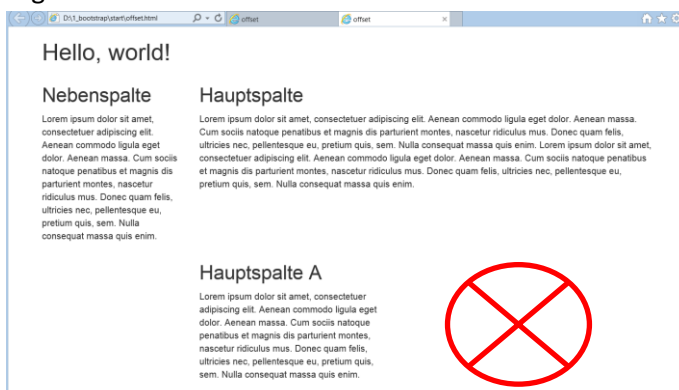 D:\1_bootstrap\start\offset.html
offset
offset
Hello, world!
Nebenspalte
Lorem ipsum dolor sit amet,
consectetuer adipiscing elit.
Aenean commodo ligula eget
dolor. Aenean massa. Cum sociis
natoque penatibus et magnis dis
parturient montes, nascetur
ridiculus mus. Donec quam felis,
ultricies nec, pellentesque eu,
pretium quis, sem. Nulla
consequat massa quis enim.
Hauptspalte
Lorem ipsum dolor sit amet, consectetuer adipiscing elit. Aenean commodo ligula eget dolor. Aenean massa.
Cum sociis natoque penatibus et magnis dis parturient montes, nascetur ridiculus mus. Donec quam felis,
ultricies nec, pellentesque eu, pretium quis, sem. Nulla consequat massa quis enim. Lorem ipsum dolor sit amet,
consectetuer adipiscing elit. Aenean commodo ligula eget dolor. Aenean massa. Cum sociis natoque penatibus
et magnis dis parturient montes, nascetur ridiculus mus. Donec quam felis, ultricies nec, pellentesque eu,
pretium quis, sem. Nulla consequat massa quis enim.
Hauptspalte A
Lorem ipsum dolor sit amet, consectetuer
adipiscing elit. Aenean commodo ligula eget
dolor. Aenean massa. Cum sociis natoque
penatibus et magnis dis parturient montes,
nascetur ridiculus mus. Donec quam felis,
ultricies nec, pellentesque eu, pretium quis,
sem. Nulla consequat massa quis enim.